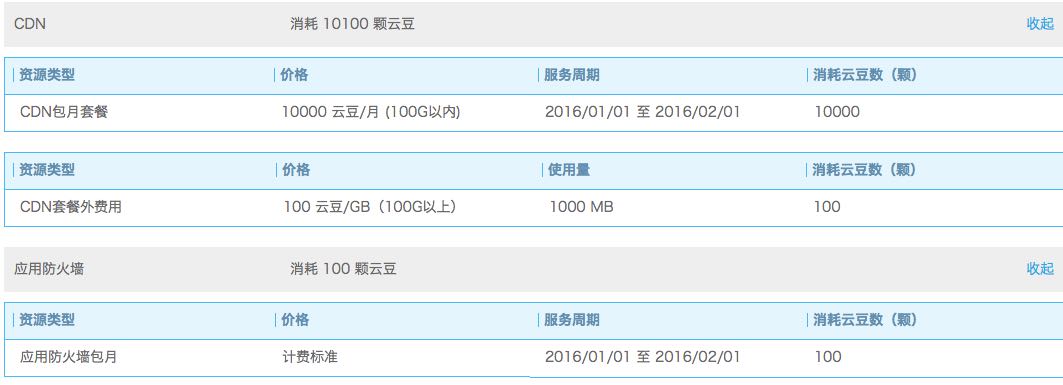 CDN 消耗 10100 颗云豆 收起
资源类型 价格 服务周期 消耗云豆数（颗）
CDN包月套餐 10000 云豆/月 (100G以内) 2016/01/01 至 2016/02/01 10000
资源类型 价格 使用量 消耗云豆数（颗）
CDN套餐外费用 100 云豆/GB（100G以上） 1000 MB 100
应用防火墙 消耗 100 颗云豆 收起
资源类型 价格 服务周期 消耗云豆数（颗）
应用防火墙包月 计费标准 2016/01/01 至 2016/02/01 100